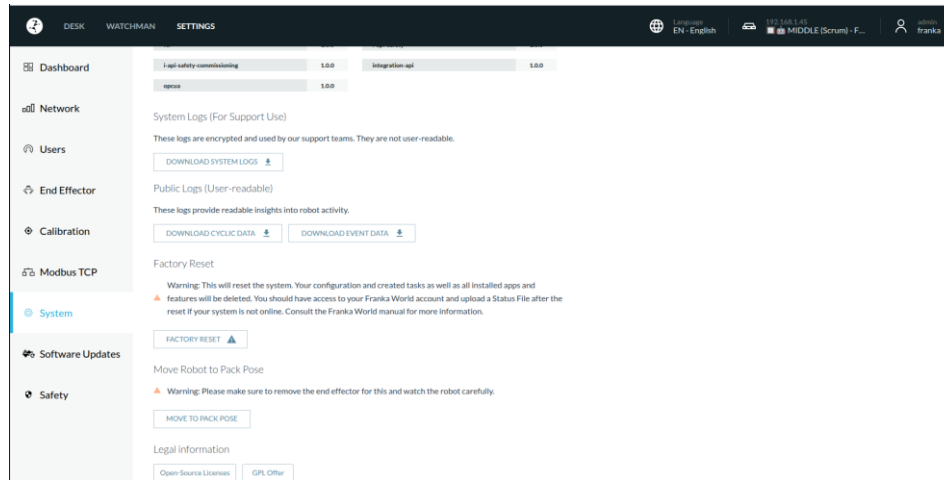 DESK WATCHMAN SETTINGS Language 192.168.1.45 admin
EN - English MIDDLE (Scrum) - F... franka
Dashboard
Network
Users
End Effector
Calibration
Modbus TCP
System
Software Updates
Safety
i-api-safety-commissioning 1.0.0 integration-api 1.0.0
opcua 1.0.0
System Logs (For Support Use)
These logs are encrypted and used by our support teams. They are not user-readable.
DOWNLOAD SYSTEM LOGS
Public Logs (User-readable)
These logs provide readable insights into robot activity.
DOWNLOAD CYCLIC DATA DOWNLOAD EVENT DATA
Factory Reset
Warning: This will reset the system. Your configuration and created tasks as well as all installed apps and
features will be deleted. You should have access to your Franka World account and upload a Status File after the
reset if your system is not online. Consult the Franka World manual for more information.
FACTORY RESET
Move Robot to Pack Pose
Warning: Please make sure to remove the end effector for this and watch the robot carefully.
MOVE TO PACK POSE
Legal information
Open-Source Licenses GPL Offer